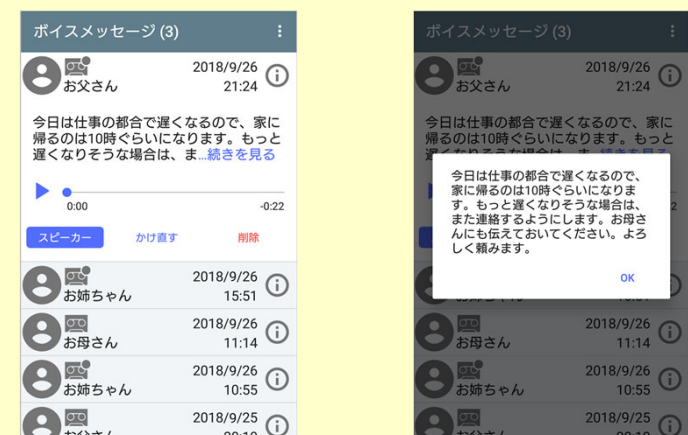 ボイスメッセージ (3)
お父さん
2018/9/26
21:24
今日は仕事の都合で遅くなるので、家に
帰るのは10時ぐらいになります。もっと
遅くなりそうな場合は、ま...続きを見る
0:00
-0:22
スピーカー
かけ直す
削除
お姉ちゃん
2018/9/26
15:51
お母さん
2018/9/26
11:14
お姉ちゃん
2018/9/26
10:55
2018/9/25
ボイスメッセージ (3)
お父さん
2018/9/26
21:24
今日は仕事の都合で遅くなるので、家に
帰るのは10時ぐらいになります。もっと
今日は仕事の都合で遅くなるので、
家に帰るのは10時ぐらいになりま
す。もっと遅くなりそうな場合は、
また連絡するようにします。お母さ
んにも伝えておいてください。よろ
しく頼みます。
OK
お母さん
2018/9/26
11:14
お姉ちゃん
2018/9/26
10:55
2018/9/25